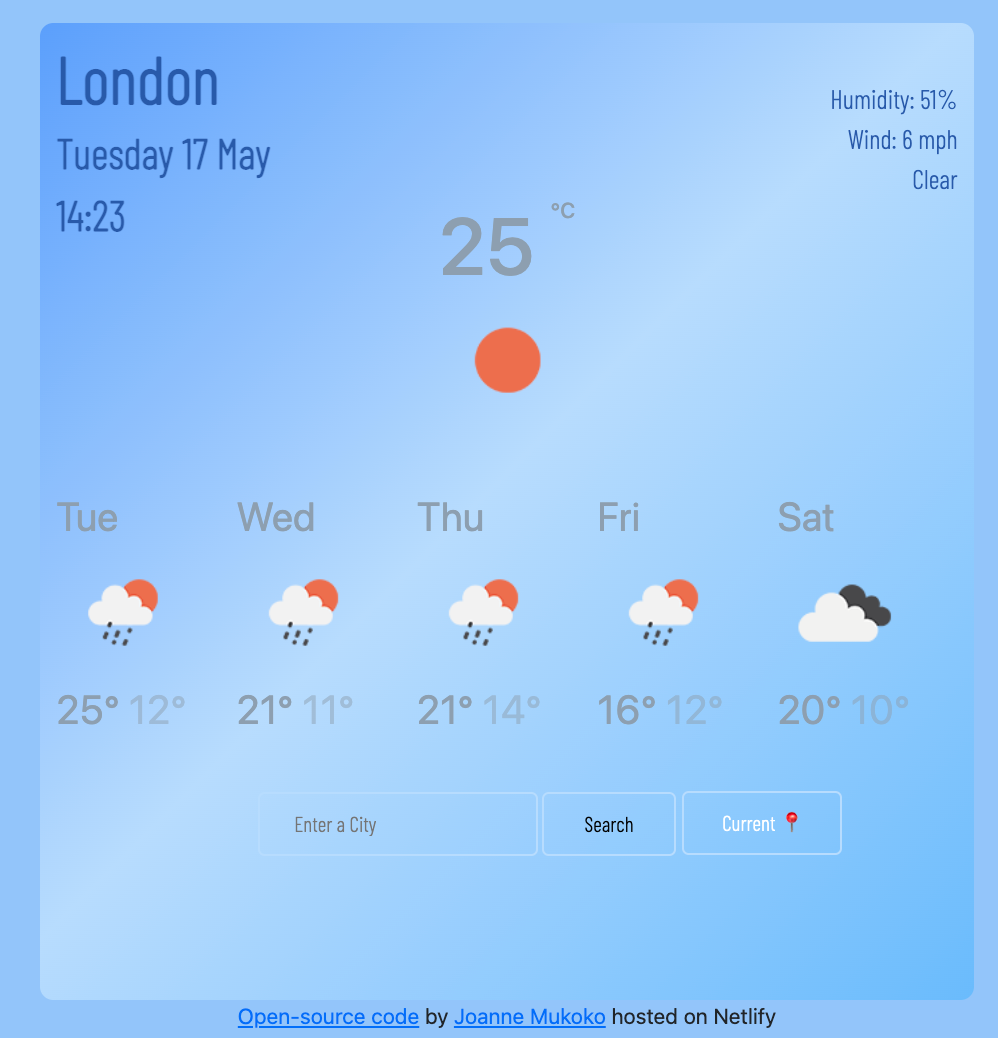 London
Tuesday 17 May
14:23
Humidity: 51%
Wind: 6 mph
Clear
25 °C
Tue Wed Thu Fri Sat
25° 12° 21° 11° 21° 14° 16° 12° 20° 10°
Enter a City Search Current
Open-source code by Joanne Mukoko hosted on Netlify